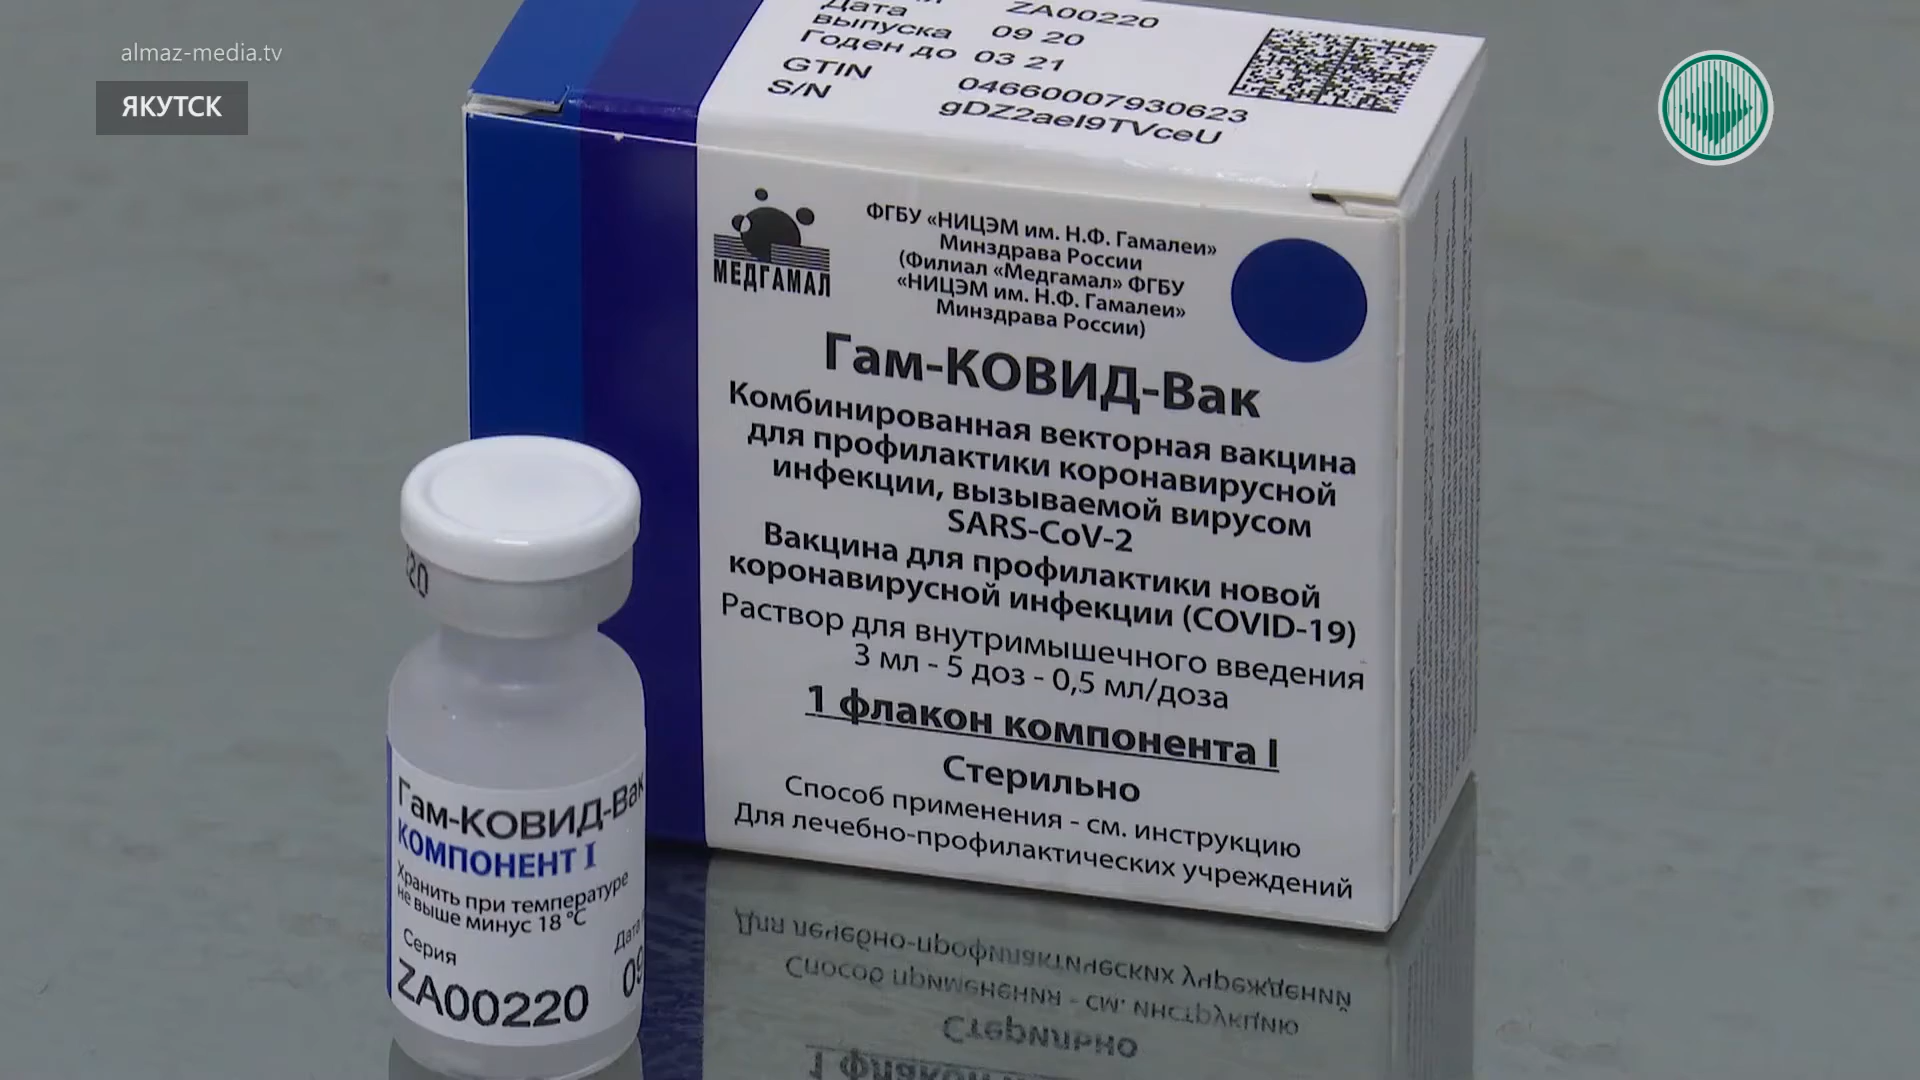 almaz-media.tv
ЯКУТСК
ZA00220
Дата
выпуска 09 20
Годен до 03 21
GTIN 04660007930623
S/N gDZ2aeI9TVceU
МЕДГАМАЛ
ФГБУ «НИЦЭМ им. Н.Ф. Гамалеи»
Минздрава России
(Филиал «Медгамал» ФГБУ
«НИЦЭМ им. Н.Ф. Гамалеи»
Минздрава России)
Гам-КОВИД-Вак
Комбинированная векторная вакцина
для профилактики коронавирусной
инфекции, вызываемой вирусом
SARS-CoV-2
Вакцина для профилактики новой
коронавирусной инфекции (COVID-19)
Раствор для внутримышечного введения
3 мл - 5 доз - 0,5 мл/доза
1 флакон компонента I
Стерильно
Способ применения - см. инструкцию
Для лечебно-профилактических учреждений
20
Гам-КОВИД-Вак
КОМПОНЕНТ I
Хранить при температуре
не выше минус 18 °C
Серия Дата
ZA00220 09